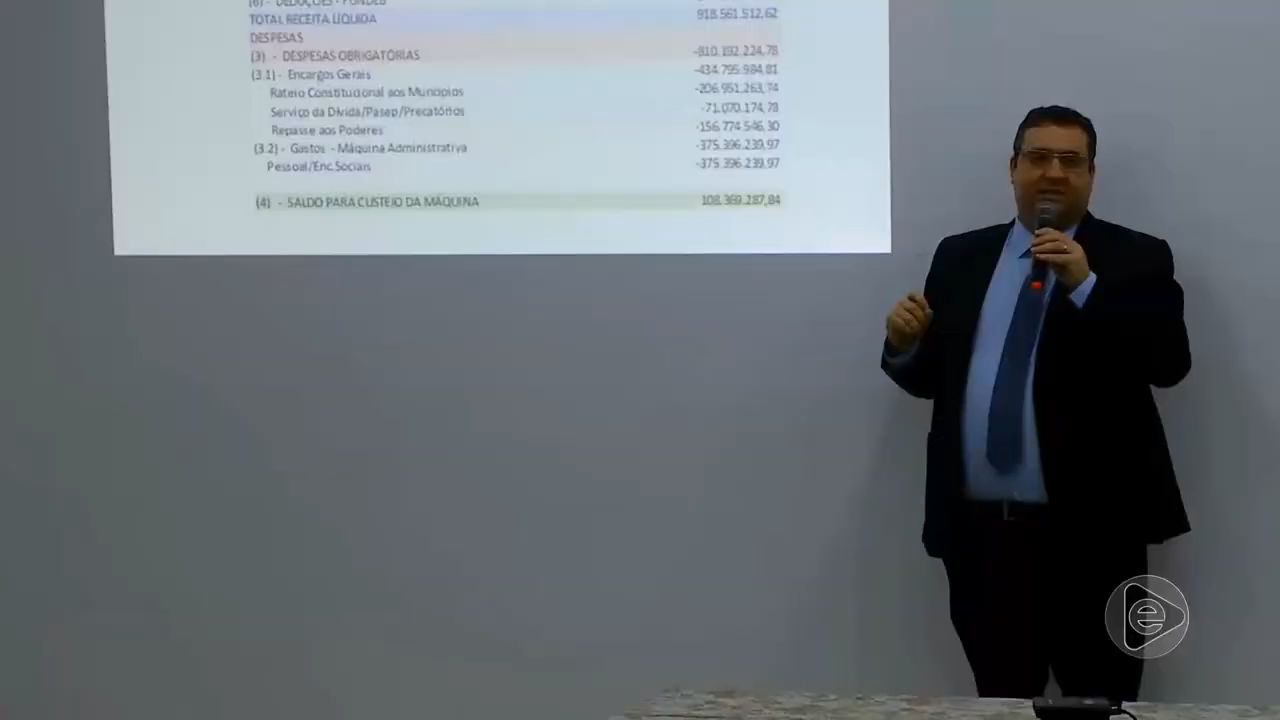 (6) - DEDUÇÕES - FUNDEB
TOTAL RECEITA LÍQUIDA 918.561.512,62
DESPESAS
(3) - DESPESAS OBRIGATÓRIAS -810.192.224,78
(3.1) - Encargos Gerais -434.795.984,81
Rateio Constitucional aos Municípios -206.951.263,74
Serviço da Dívida/Pasep/Precatórios -71.070.174,78
Repasse aos Poderes -156.774.546,30
(3.2) - Gastos - Máquina Administrativa -375.396.239,97
Pessoal/Enc.Sociais -375.396.239,97
(4) - SALDO PARA CUSTEIO DA MÁQUINA 108.369.287,84
e